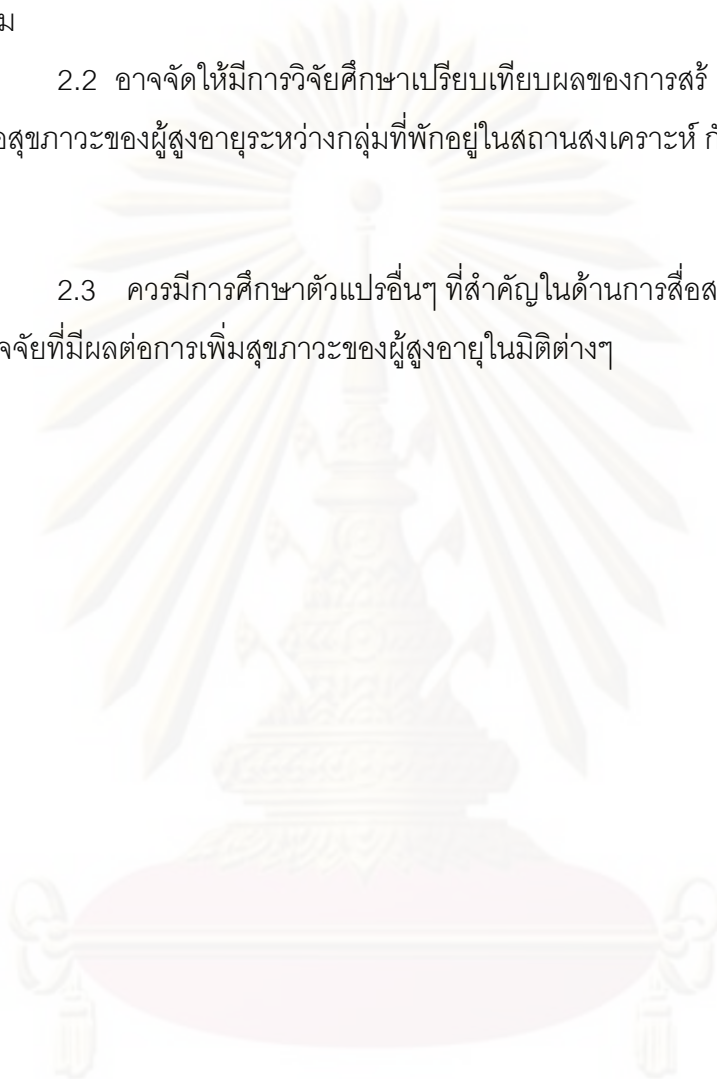 2.2 อาจจัดให้มีการวิจัยศึกษาเปรียบเทียบผลของการสร้
สุขภาวะของผู้สูงอายุระหว่างกลุ่มที่พักอยู่ในสถานสงเคราะห์
2.3 ควรมีการศึกษาตัวแปรอื่นๆ ที่สำคัญในด้านการสื่อส
จจัยที่มีผลต่อการเพิ่มสุขภาวะของผู้สูงอายุในมิติต่างๆ